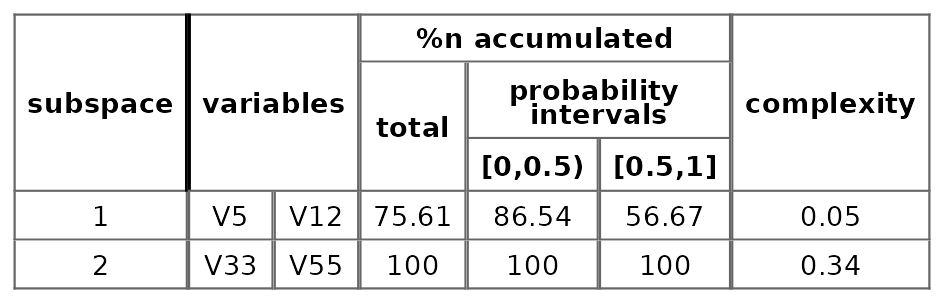 %n accumulated
subspace variables total probability intervals complexity
[0,0.5) [0.5,1]
1 V5 V12 75.61 86.54 56.67 0.05
2 V33 V55 100 100 100 0.34